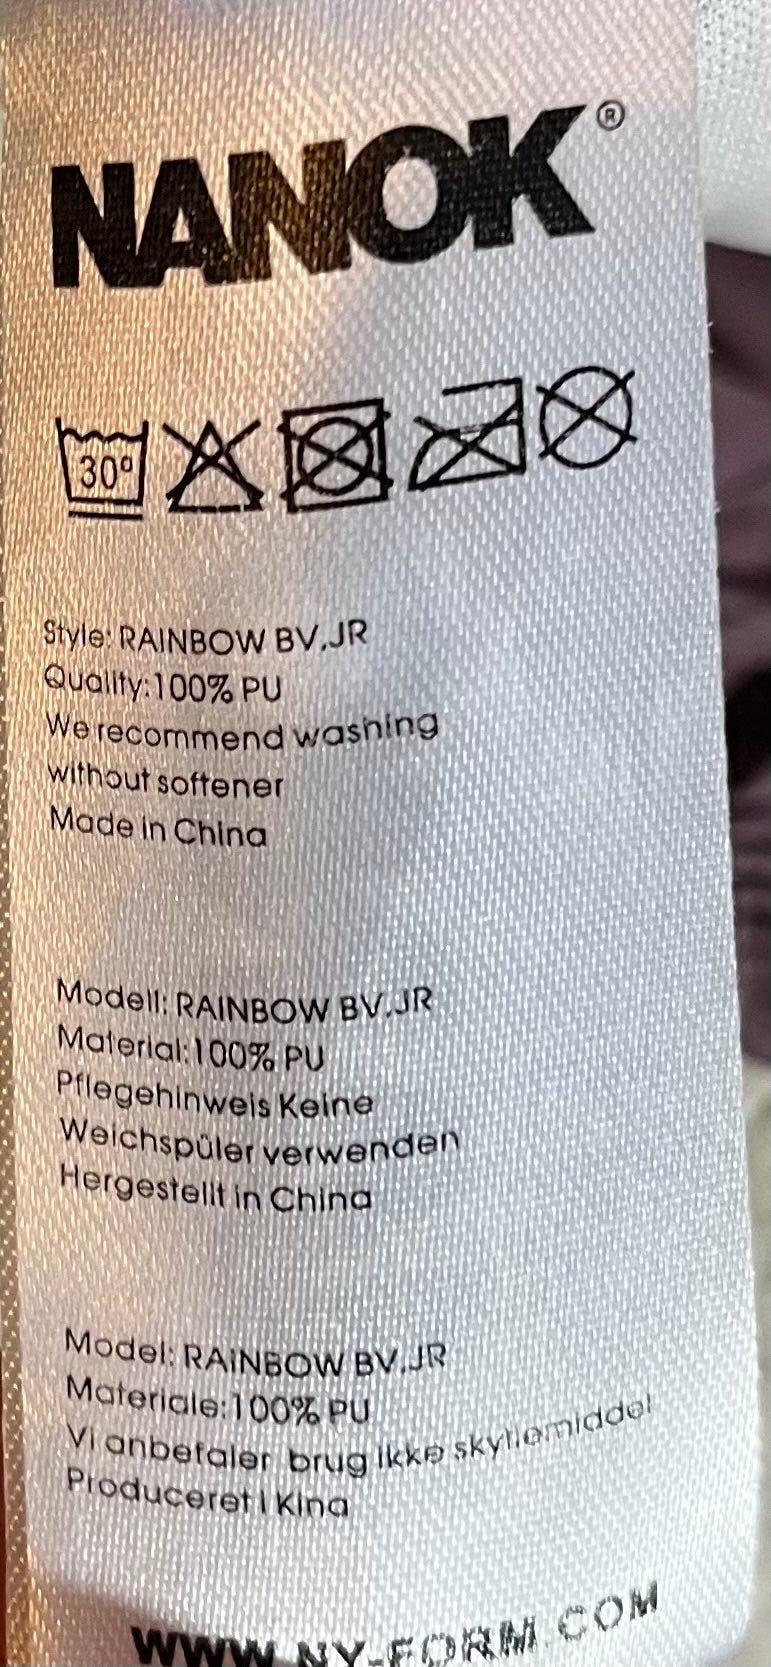 NANOK®
30°
Style: RAINBOW BV.JR
Quality:100% PU
We recommend washing
without softener
Made in China
Modell: RAINBOW BV.JR
Material:100% PU
Pflegehinweis Keine
Weichspüler verwenden
Hergestellt in China
Model: RAINBOW BV.JR
Materiale:100% PU
Vi anbefaler brug ikke skyllemiddel
Produceret i Kina
WWW.NY-FORM.COM